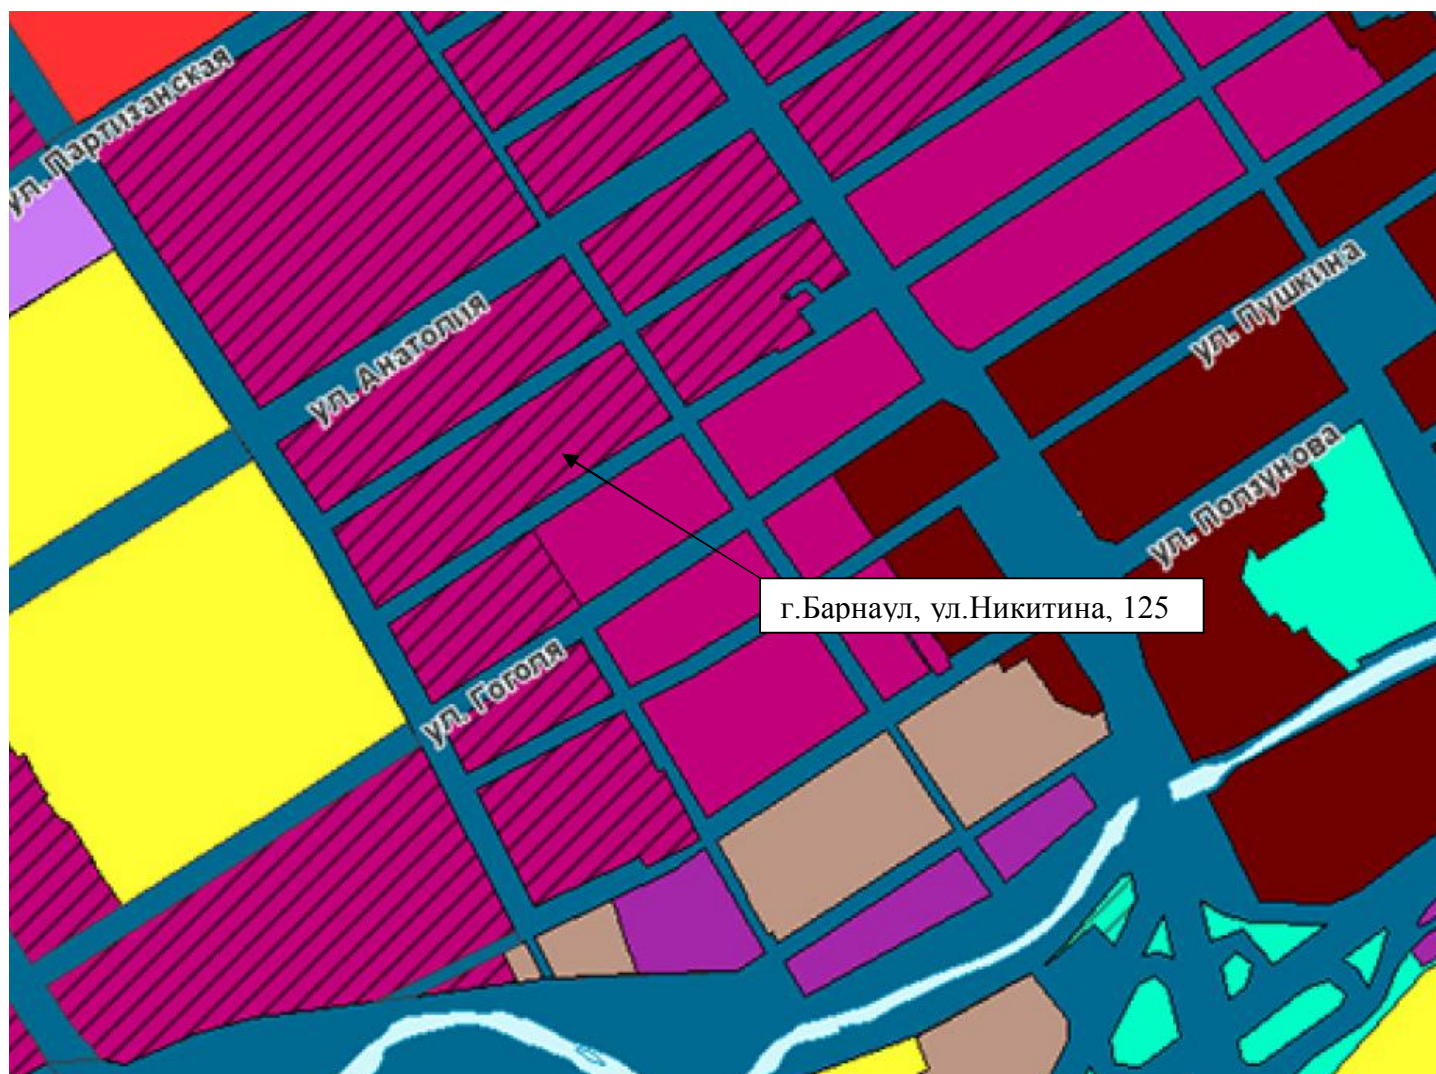 ул. Партизанская
ул. Анатолия
ул. Пушкина
ул. Ползунова
г.Барнаул, ул.Никитина, 125
ул. Гоголя